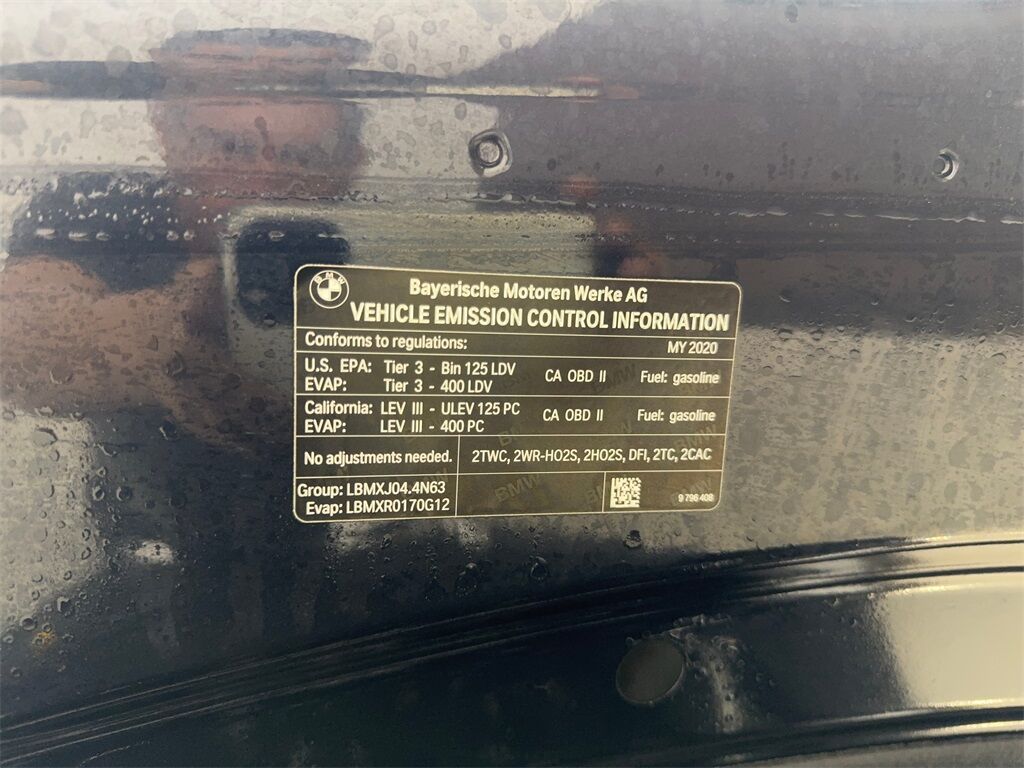 BMW
Bayerische Motoren Werke AG
VEHICLE EMISSION CONTROL INFORMATION
Conforms to regulations: MY 2020
U.S. EPA: Tier 3 - Bin 125 LDV CA OBD II Fuel: gasoline
EVAP: Tier 3 - 400 LDV
California: LEV III - ULEV 125 PC CA OBD II Fuel: gasoline
EVAP: LEV III - 400 PC
No adjustments needed. 2TWC, 2WR-HO2S, 2HO2S, DFI, 2TC, 2CAC
Group: LBMXJ04.4N63
Evap: LBMXR0170G12
9 796 408